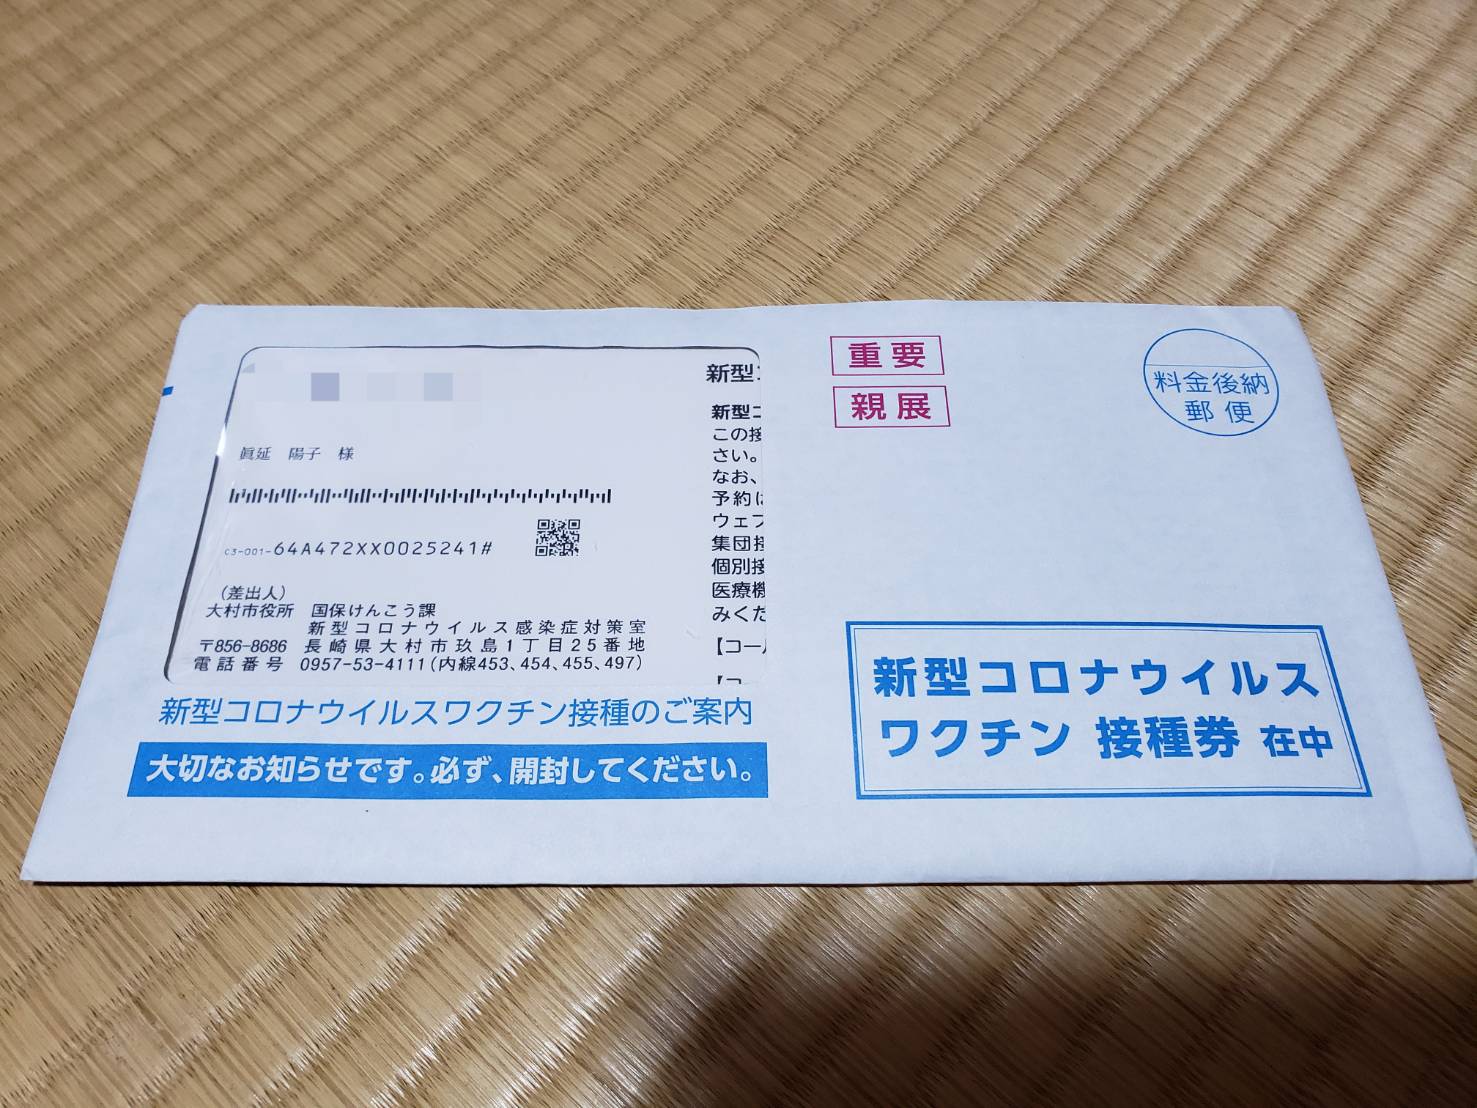 眞延　陽子　様
C3-001-64A472XX0025241#
（差出人）
大村市役所　国保けんこう課
新型コロナウイルス感染症対策室
〒856-8686　長崎県大村市玖島1丁目25番地
電話番号　0957-53-4111(内線453、454、455、497)
新型コ
新型コ
この接
さい。
なお、
予約は
ウェブ
集団接
個別接
医療機
みくだ
【コー
【コ
新型コロナウイルスワクチン接種のご案内
大切なお知らせです。必ず、開封してください。
重要
親展
料金後納
郵便
新型コロナウイルス
ワクチン 接種券 在中